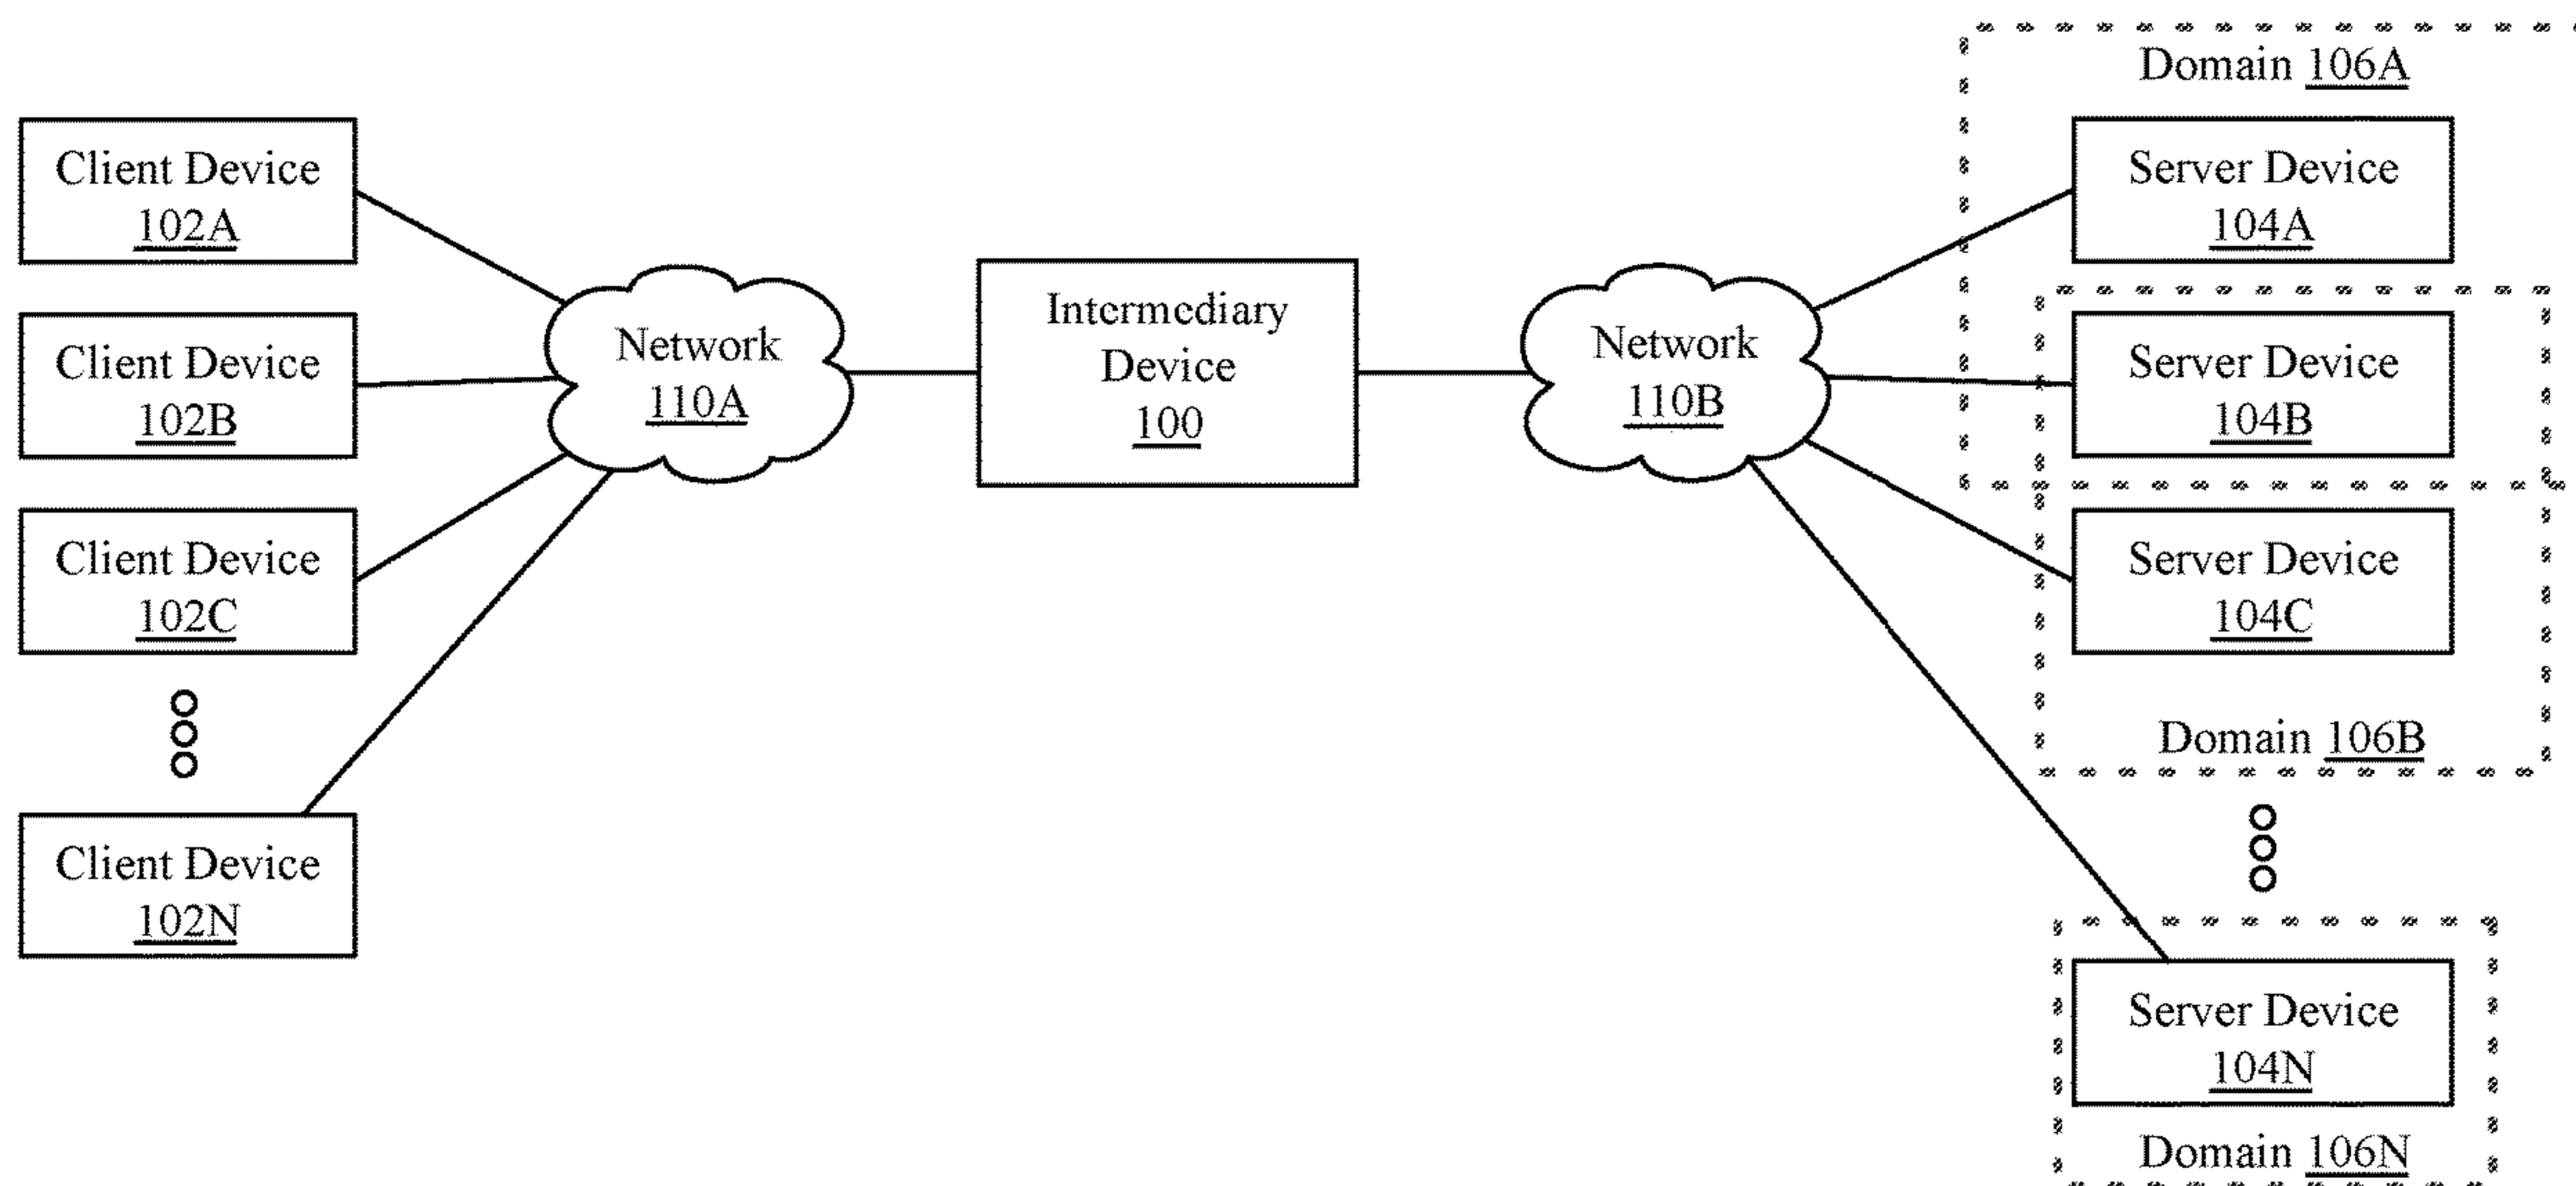 Client Device
102A
Client Device
102B
Client Device
102C
Client Device
102N
Network
110A
Intermediary
Device
100
Network
110B
Domain 106A
Server Device
104A
Server Device
104B
Server Device
104C
Domain 106B
Server Device
104N
Domain 106N